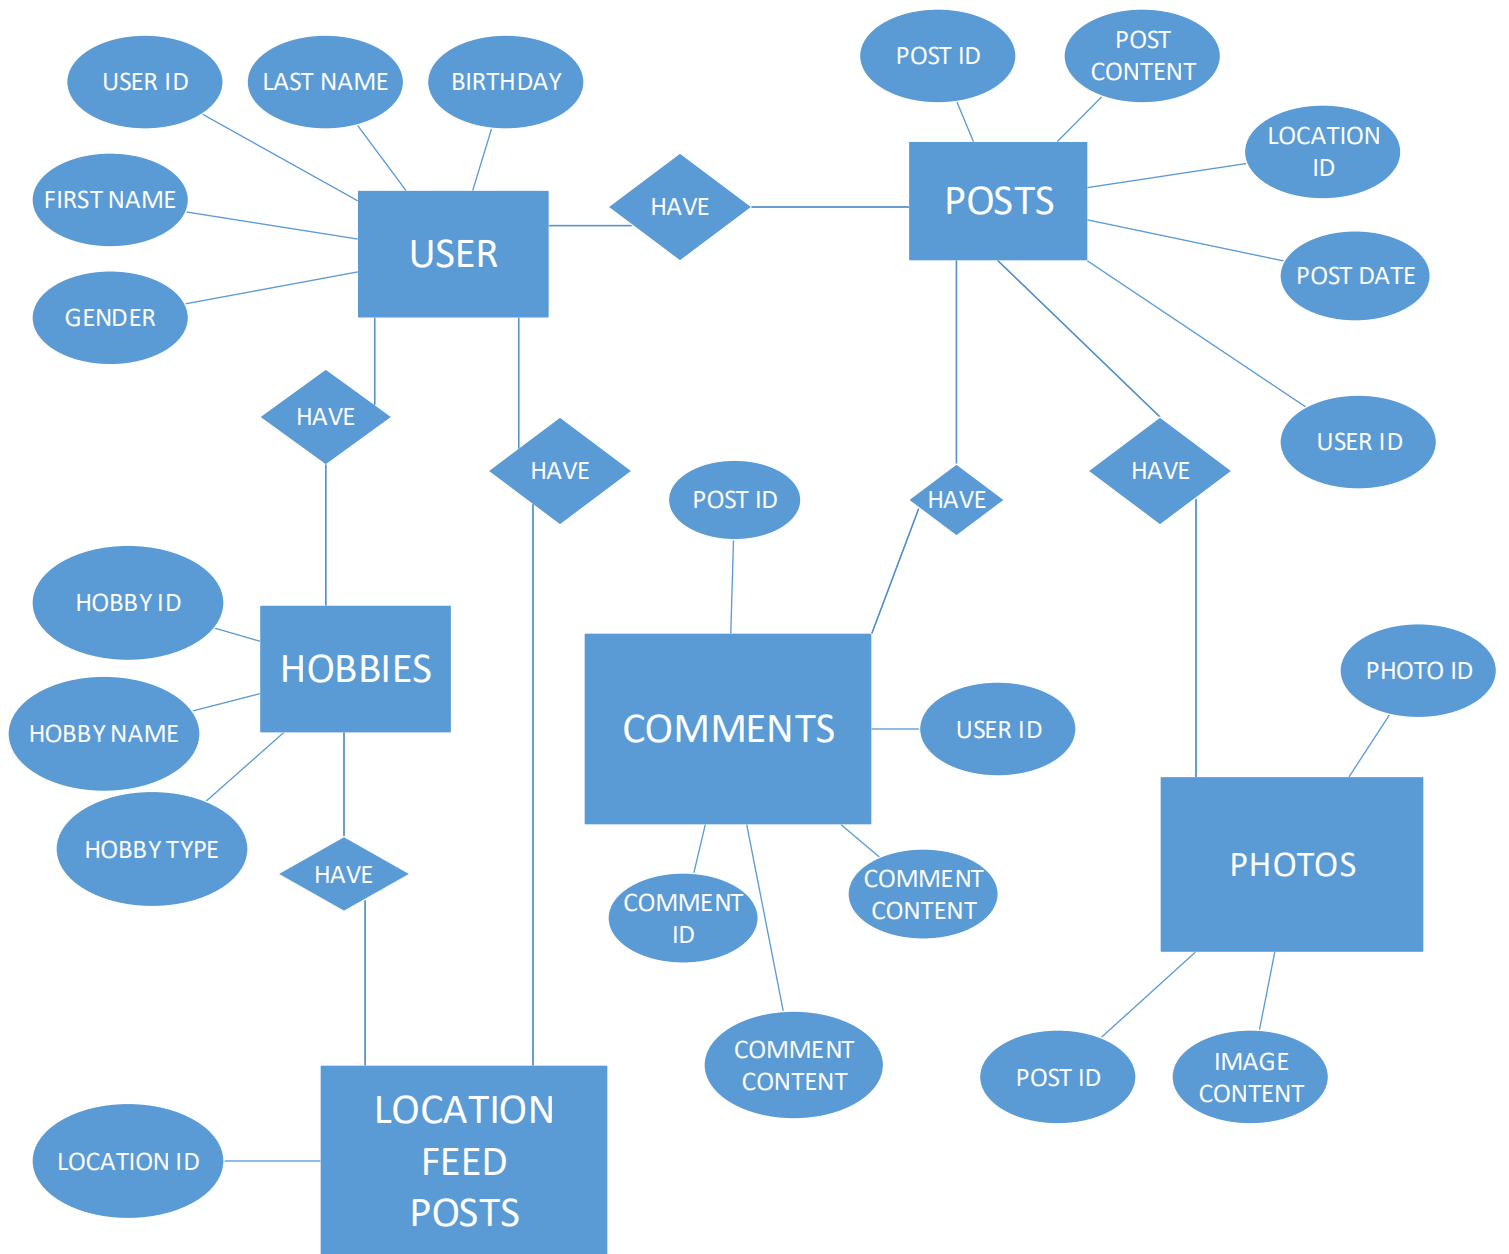 POST ID
POST
CONTENT
USER ID
LAST NAME
BIRTHDAY
LOCATION
ID
FIRST NAME
HAVE
POSTS
USER
POST DATE
GENDER
HAVE
USER ID
HAVE
HAVE
POST ID
HAVE
HOBBY ID
HOBBIES
PHOTO ID
HOBBY NAME
COMMENTS
USER ID
HOBBY TYPE
HAVE
COMMENT
CONTENT
PHOTOS
COMMENT
ID
COMMENT
CONTENT
POST ID
IMAGE
CONTENT
LOCATION ID
LOCATION
FEED
POSTS